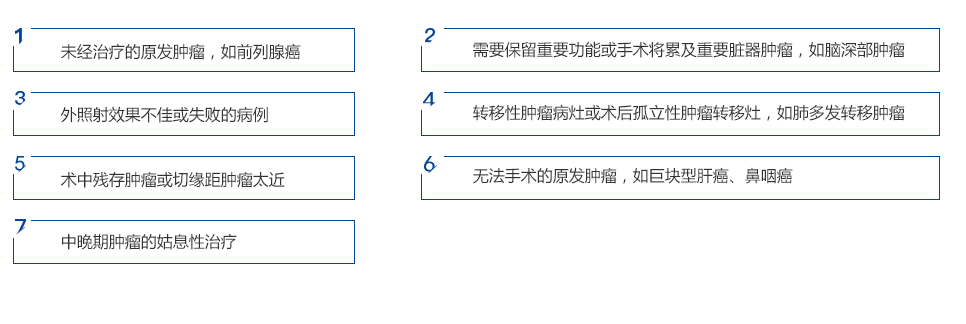 1
未经治疗的原发肿瘤，如前列腺癌
2
需要保留重要功能或手术将累及重要脏器肿瘤，如脑深部肿瘤
3
外照射效果不佳或失败的病例
4
转移性肿瘤病灶或术后孤立性肿瘤转移灶，如肺多发转移肿瘤
5
术中残存肿瘤或切缘距肿瘤太近
6
无法手术的原发肿瘤，如巨块型肝癌、鼻咽癌
7
中晚期肿瘤的姑息性治疗